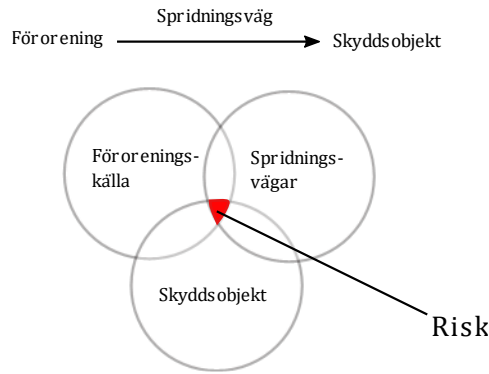 Spridningsväg
Förorening
Skyddsobjekt
Förorenings-
källa
Spridnings-
vägar
Skyddsobjekt
Risk